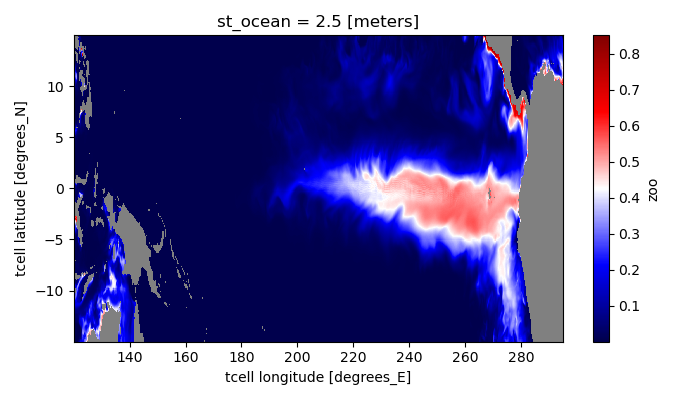 st_ocean = 2.5 [meters]
10
5
0
−5
−10
tcell latitude [degrees_N]
140 160 180 200 220 240 260 280
tcell longitude [degrees_E]
0.8
0.7
0.6
0.5
0.4
0.3
0.2
0.1
zoo